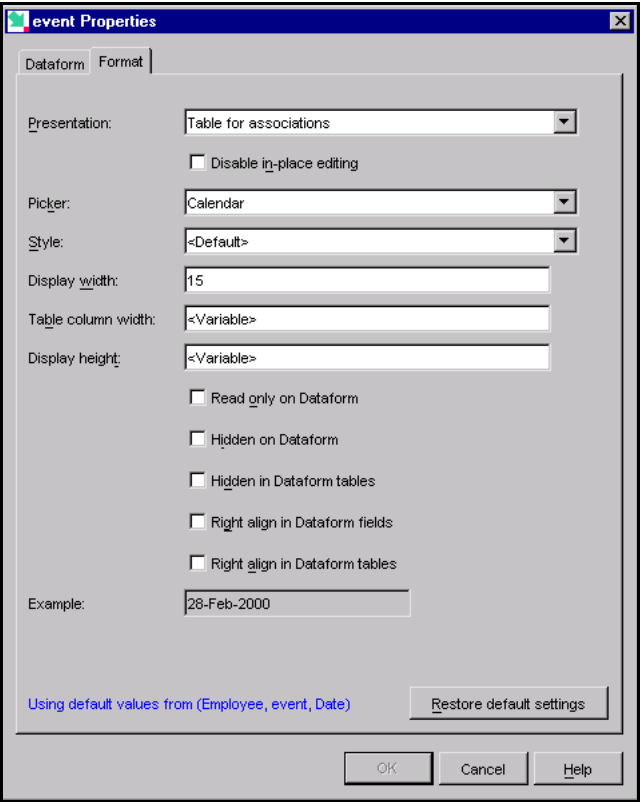 event Properties
Dataform Format
Presentation: Table for associations
Disable in-place editing
Picker: Calendar
Style: <Default>
Display width: 15
Table column width: <Variable>
Display height: <Variable>
Read only on Dataform
Hidden on Dataform
Hidden in Dataform tables
Right align in Dataform fields
Right align in Dataform tables
Example: 28-Feb-2000
Using default values from (Employee, event, Date) Restore default settings
OK Cancel Help